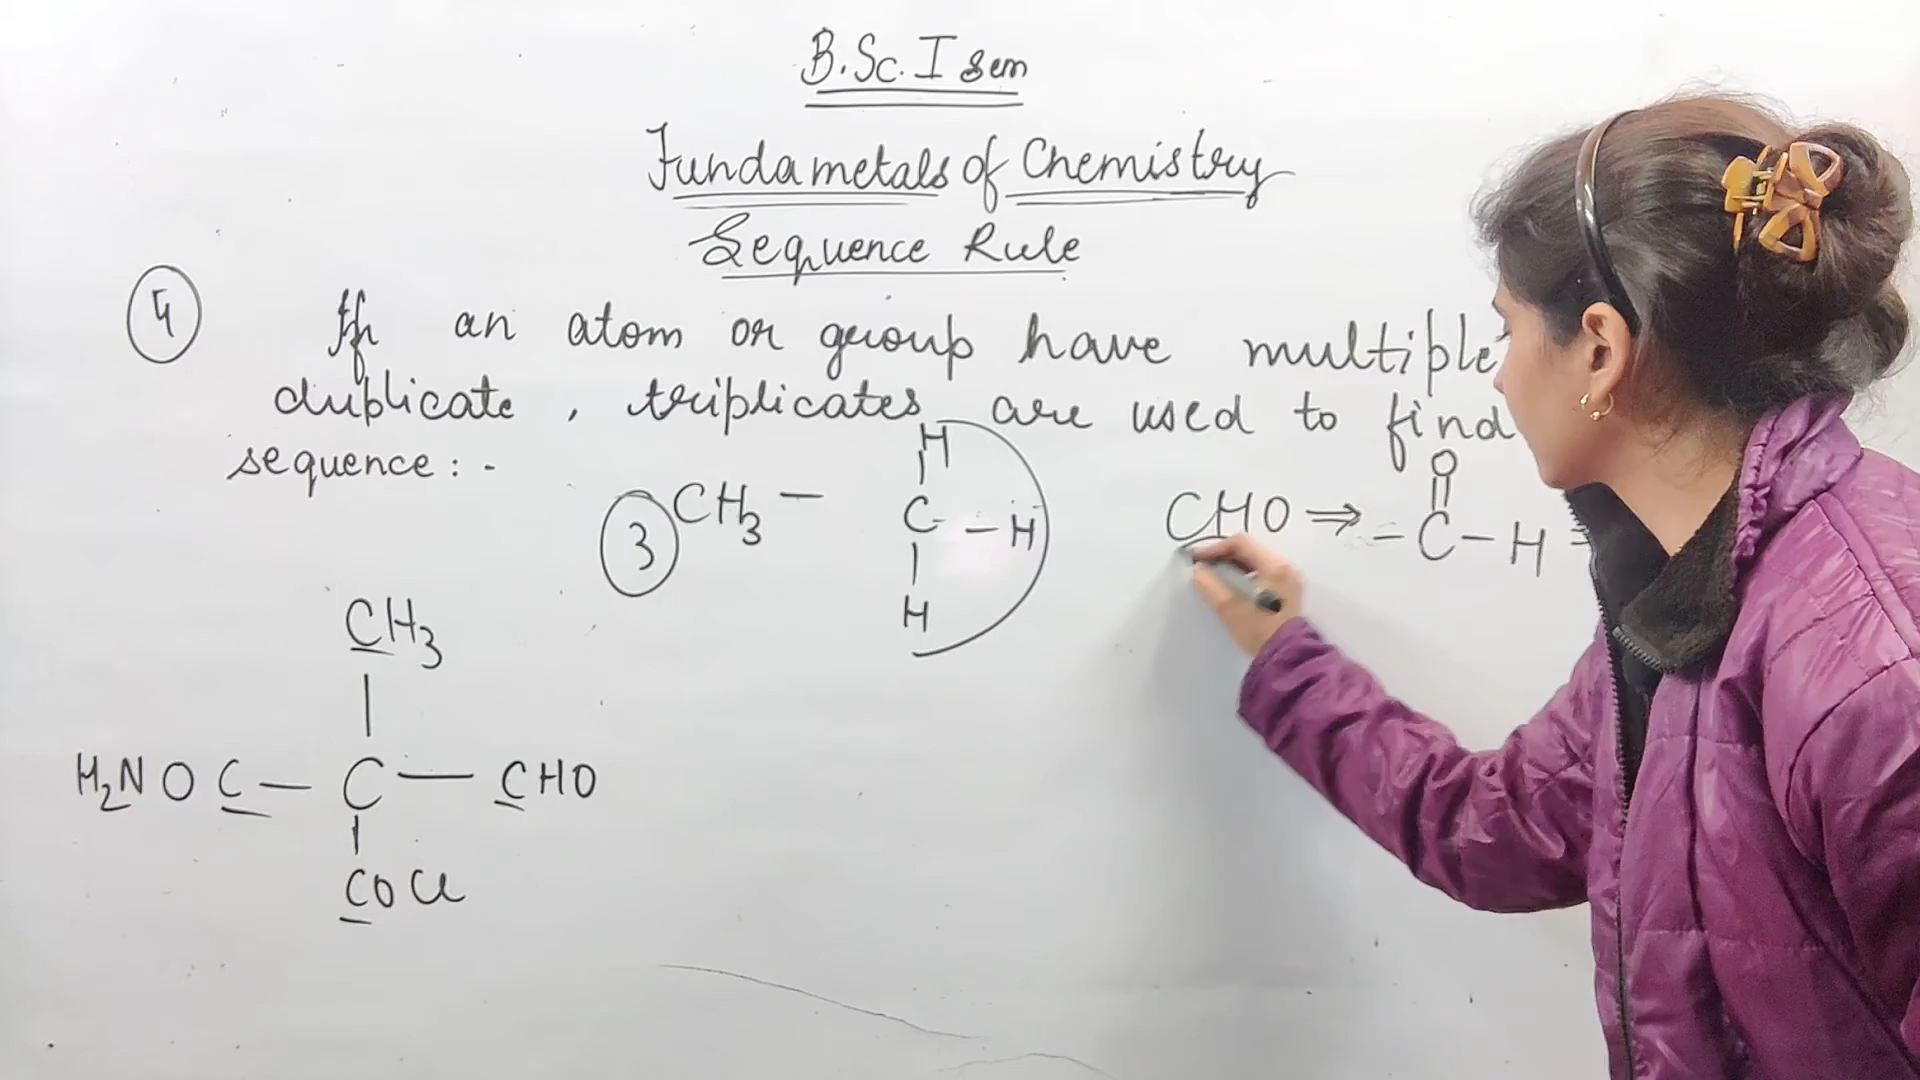 B.Sc. I sem
Fundametals of Chemistry
Sequence Rule
4 If an atom or group have multiple
duplicate, triplicates are used to find
sequence:-
3 CH3 -
H
C - H
H
CHO ⇒
O
- C - H
CH3
H2NOC - C - CHO
COCl